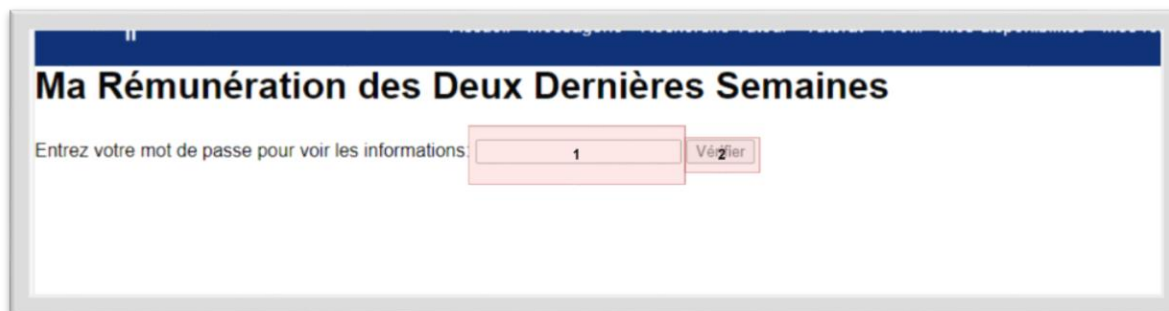 Ma Rémunération des Deux Dernières Semaines
Entrez votre mot de passe pour voir les informations: 1 Vérifier 2